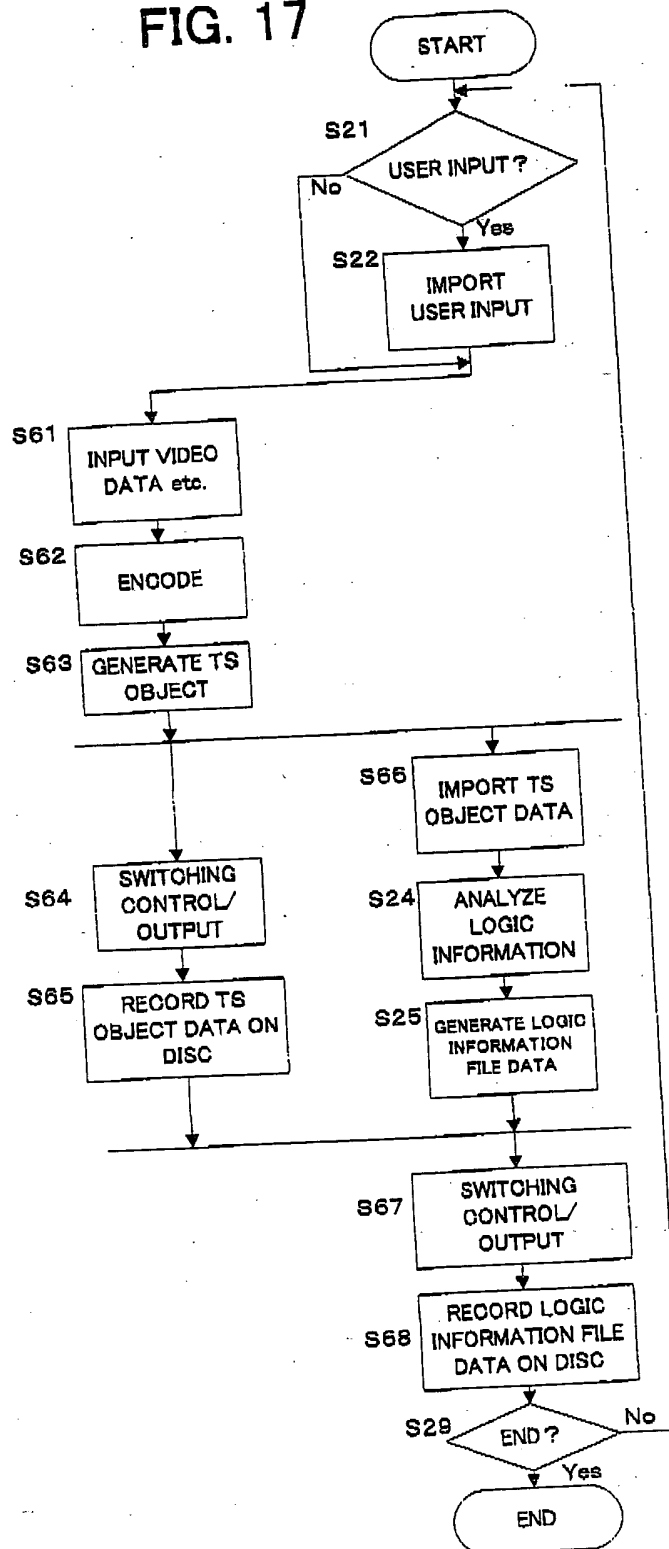 FIG. 17
START
S21
USER INPUT ?
No
Yes
S22
IMPORT
USER INPUT
S61
INPUT VIDEO
DATA etc.
S62
ENCODE
S63
GENERATE TS
OBJECT
S66
IMPORT TS
OBJECT DATA
S64
SWITCHING
CONTROL/
OUTPUT
S24
ANALYZE
LOGIC
INFORMATION
S65
RECORD TS
OBJECT DATA ON
DISC
S25
GENERATE LOGIC
INFORMATION
FILE DATA
S67
SWITCHING
CONTROL/
OUTPUT
S68
RECORD LOGIC
INFORMATION FILE
DATA ON DISC
S29
END ?
No
Yes
END